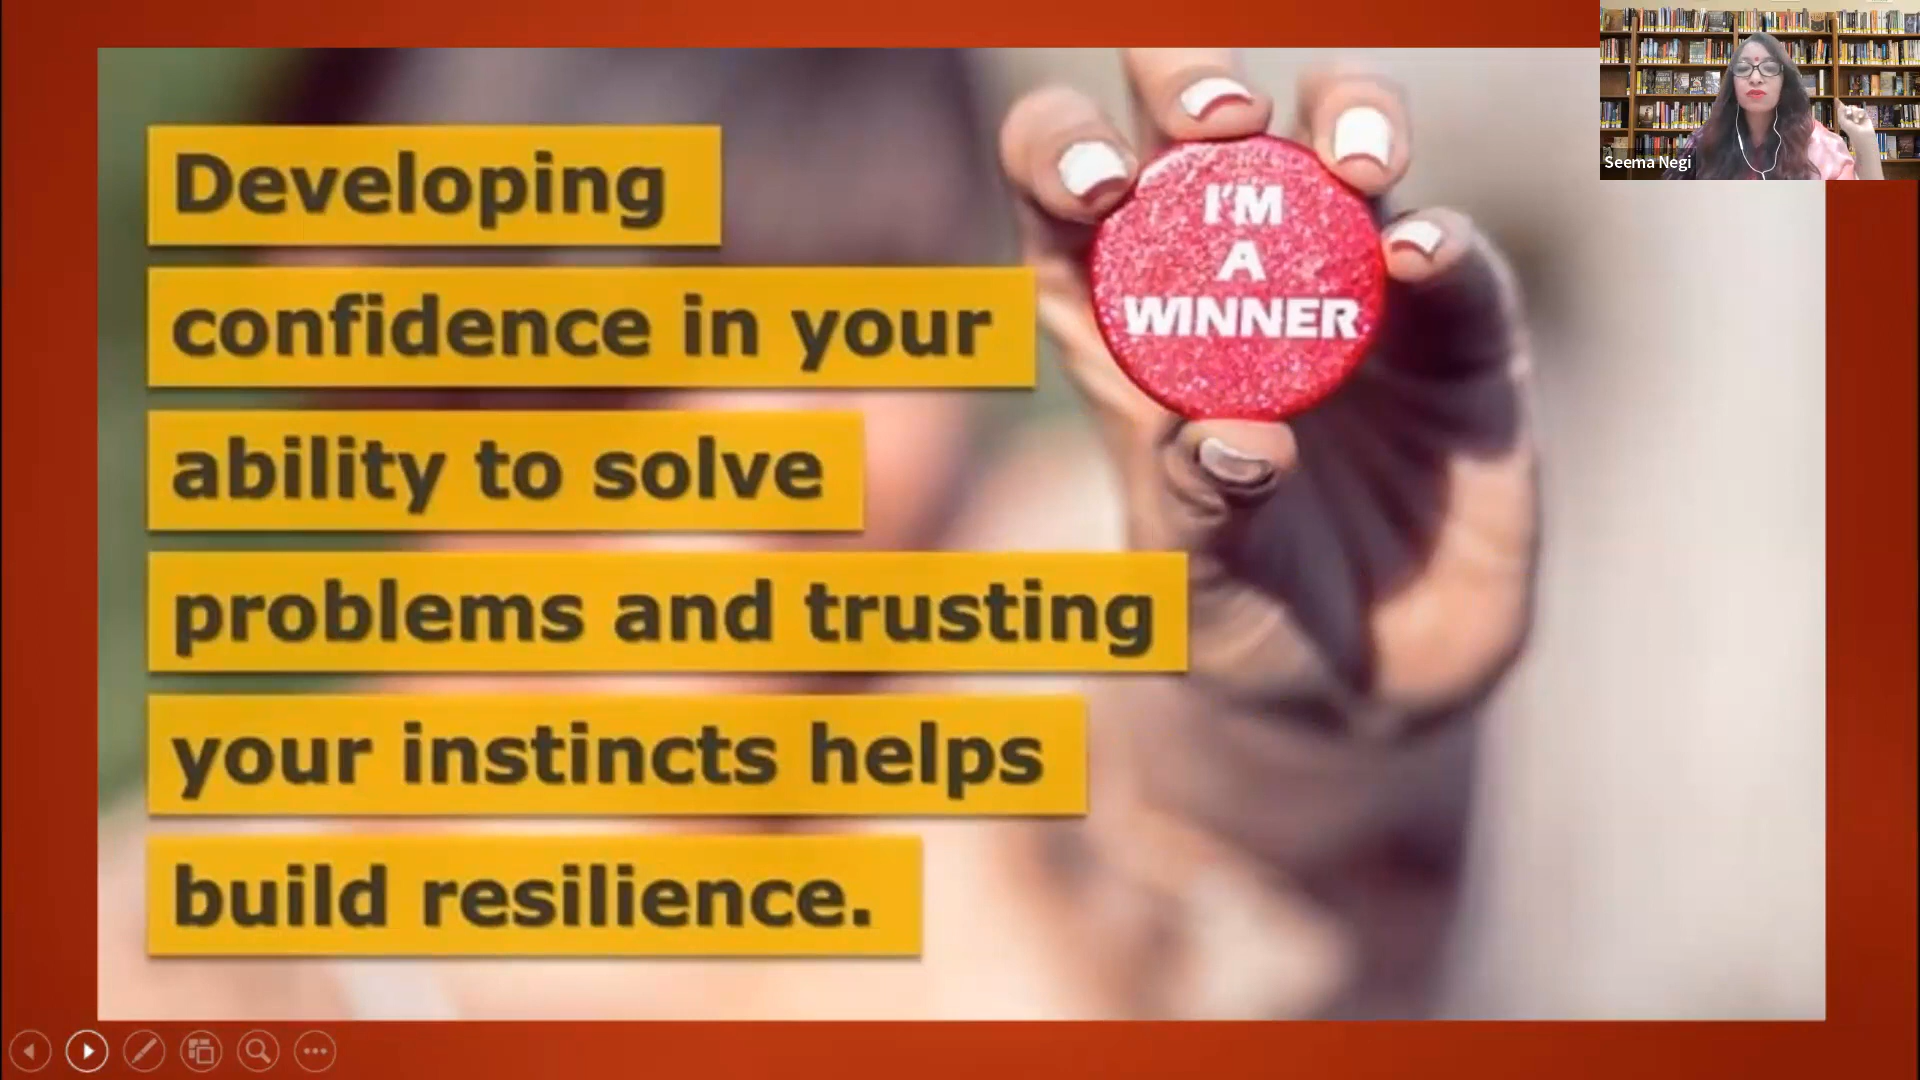 Developing
confidence in your
ability to solve
problems and trusting
your instincts helps
build resilience.
I'M
A
WINNER
Seema Negi